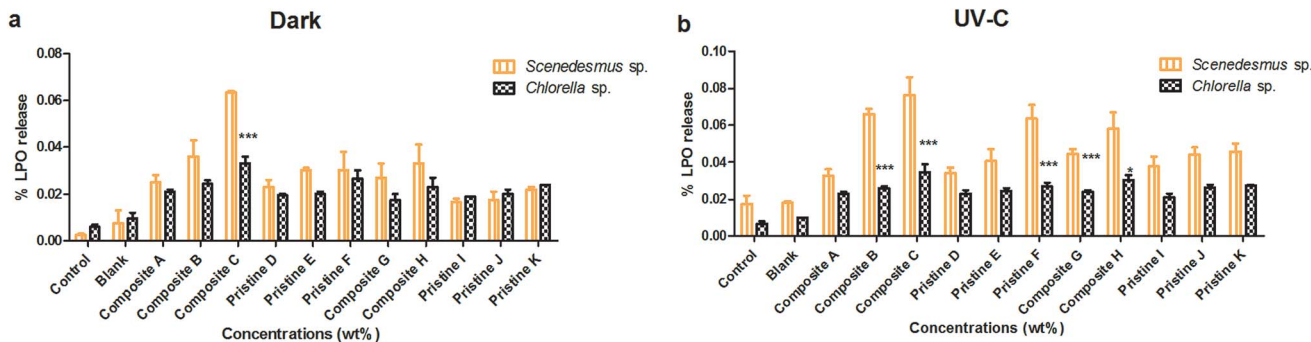 a
Dark
% LPO release
0.08
0.06
0.04
0.02
0.00
Scenedesmus sp.
Chlorella sp.
***
Control
Blank
Composite A
Composite B
Composite C
Pristine D
Pristine E
Pristine F
Composite G
Composite H
Pristine I
Pristine J
Pristine K
Concentrations (wt%)
b
UV-C
% LPO release
0.10
0.08
0.06
0.04
0.02
0.00
Scenedesmus sp.
Chlorella sp.
***
***
***
***
*
Control
Blank
Composite A
Composite B
Composite C
Pristine D
Pristine E
Pristine F
Composite G
Composite H
Pristine I
Pristine J
Pristine K
Concentrations (wt%)